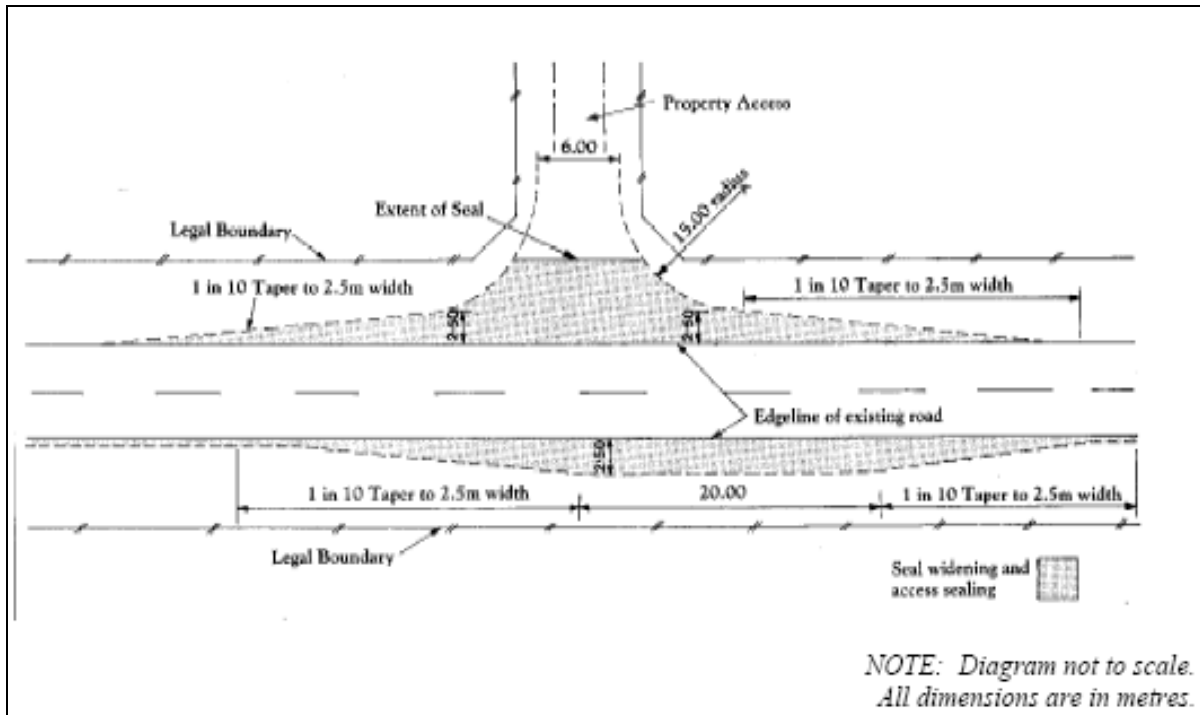 Property Access
6.00
15.00 radius
Extent of Seal
Legal Boundary
1 in 10 Taper to 2.5m width
1 in 10 Taper to 2.5m width
2·50
2·50
Edgeline of existing road
2·50
1 in 10 Taper to 2.5m width
20.00
1 in 10 Taper to 2.5m width
Legal Boundary
Seal widening and
access sealing
NOTE: Diagram not to scale.
All dimensions are in metres.